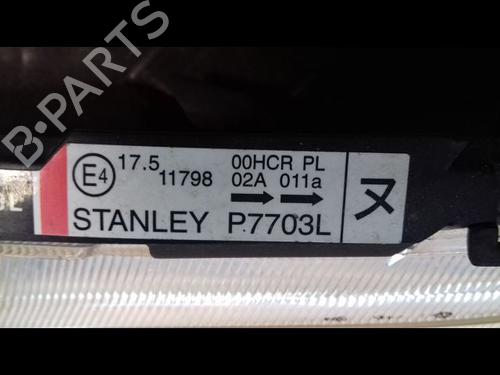 B-PARTS
E4 17.5 00HCR PL
11798 02A 011a
STANLEY P7703L
ヌ